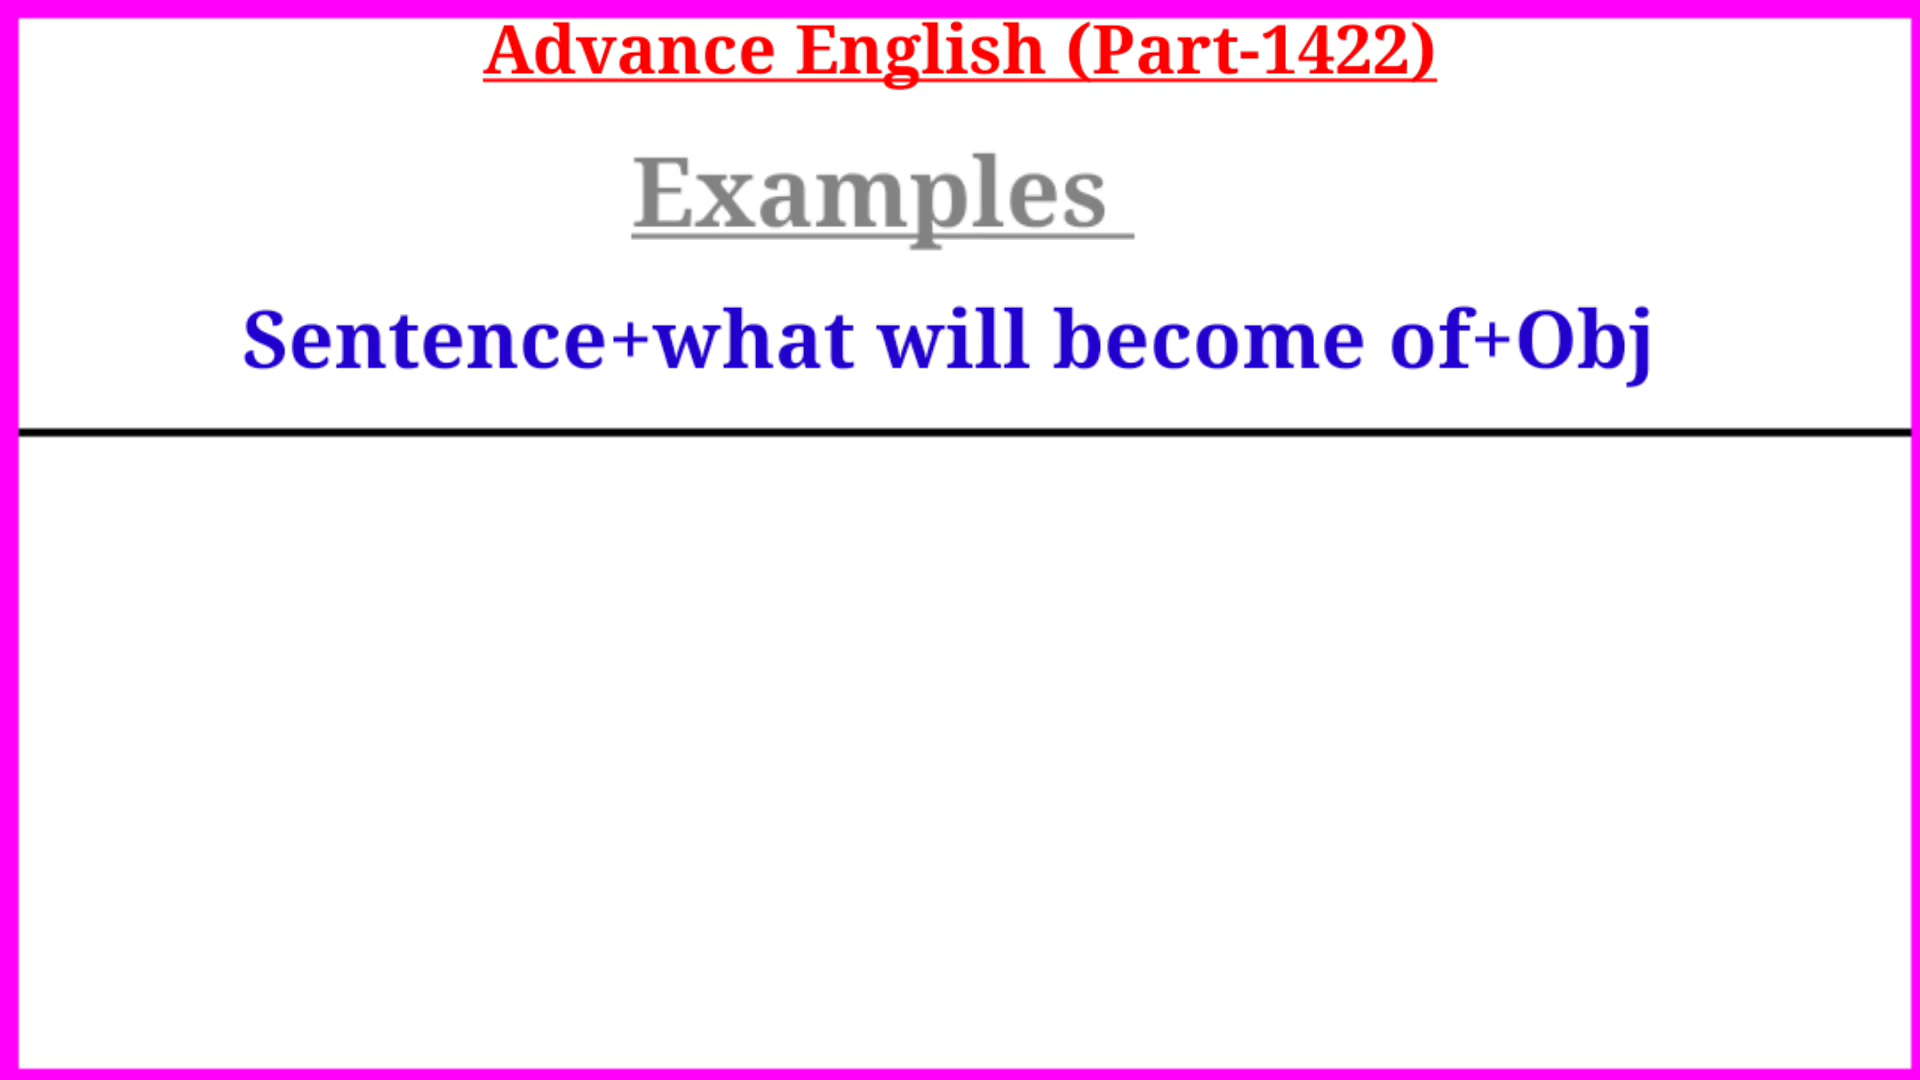 Advance English (Part-1422)
Examples
Sentence+what will become of+Obj